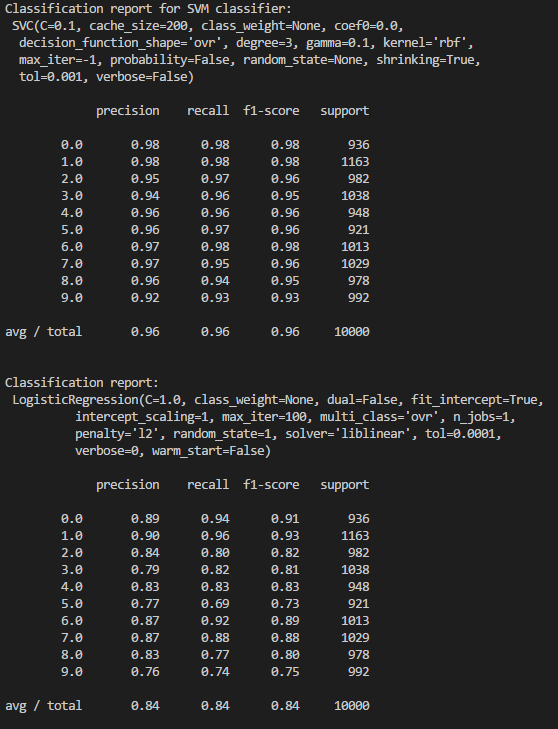 Classification report for SVM classifier:
SVC(C=0.1, cache_size=200, class_weight=None, coef0=0.0,
decision_function_shape='ovr', degree=3, gamma=0.1, kernel='rbf',
max_iter=-1, probability=False, random_state=None, shrinking=True,
tol=0.001, verbose=False)
precision recall f1-score support
0.0 0.98 0.98 0.98 936
1.0 0.98 0.98 0.98 1163
2.0 0.95 0.97 0.96 982
3.0 0.94 0.96 0.95 1038
4.0 0.96 0.96 0.96 948
5.0 0.96 0.97 0.96 921
6.0 0.97 0.98 0.98 1013
7.0 0.97 0.95 0.96 1029
8.0 0.96 0.94 0.95 978
9.0 0.92 0.93 0.93 992
avg / total 0.96 0.96 0.96 10000
Classification report:
LogisticRegression(C=1.0, class_weight=None, dual=False, fit_intercept=True,
intercept_scaling=1, max_iter=100, multi_class='ovr', n_jobs=1,
penalty='l2', random_state=1, solver='liblinear', tol=0.0001,
verbose=0, warm_start=False)
precision recall f1-score support
0.0 0.89 0.94 0.91 936
1.0 0.90 0.96 0.93 1163
2.0 0.84 0.80 0.82 982
3.0 0.79 0.82 0.81 1038
4.0 0.83 0.83 0.83 948
5.0 0.77 0.69 0.73 921
6.0 0.87 0.92 0.89 1013
7.0 0.87 0.88 0.88 1029
8.0 0.83 0.77 0.80 978
9.0 0.76 0.74 0.75 992
avg / total 0.84 0.84 0.84 10000